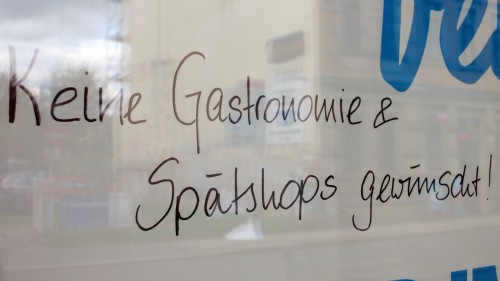 Keine Gastronomie &
Spätshops gewünscht!